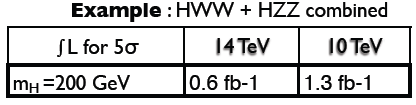 Example : HWW + HZZ combined
∫L for 5σ 14 TeV 10 TeV
mH =200 GeV 0.6 fb-1 1.3 fb-1